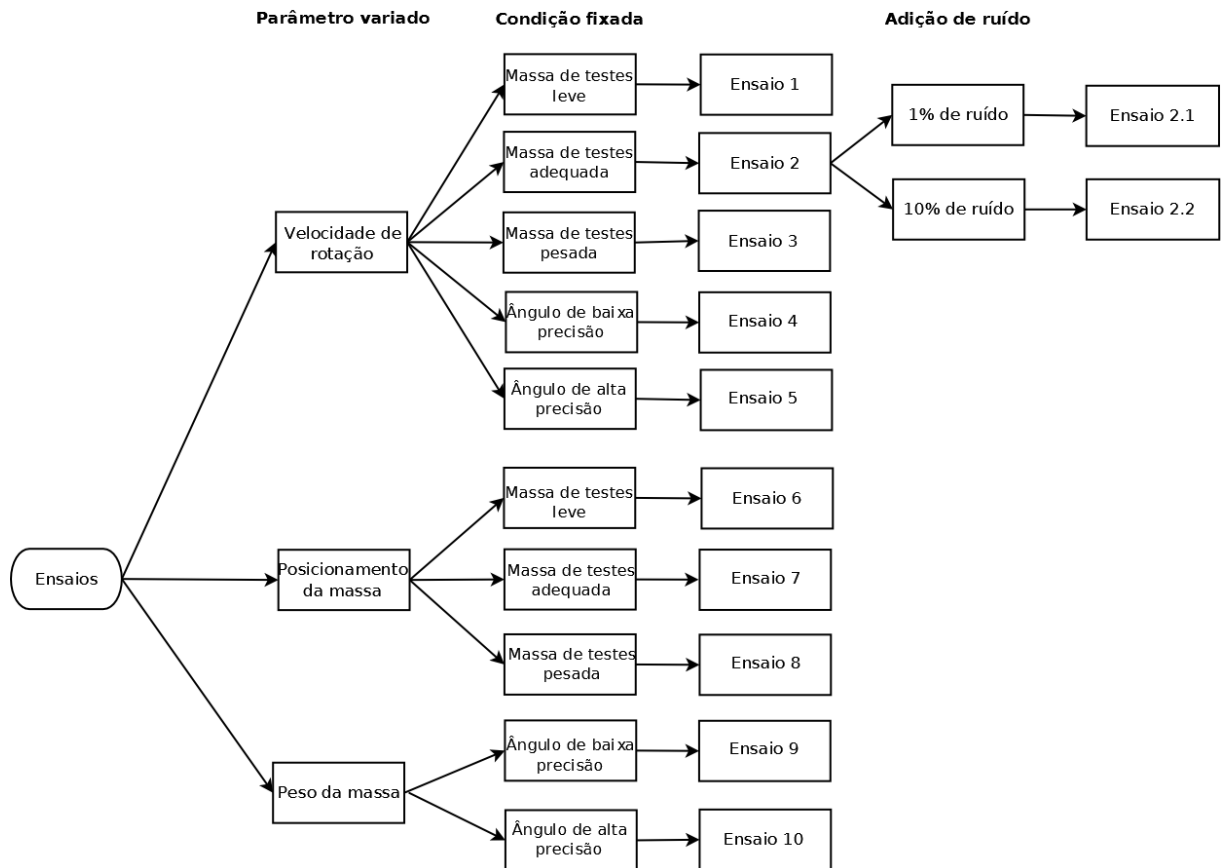 Parâmetro variado
Condição fixada
Adição de ruído
Massa de testes
leve
Ensaio 1
1% de ruído
Ensaio 2.1
Massa de testes
adequada
Ensaio 2
10% de ruído
Ensaio 2.2
Velocidade de
rotação
Massa de testes
pesada
Ensaio 3
Ângulo de baixa
precisão
Ensaio 4
Ângulo de alta
precisão
Ensaio 5
Massa de testes
leve
Ensaio 6
Ensaios
Posicionamento
da massa
Massa de testes
adequada
Ensaio 7
Massa de testes
pesada
Ensaio 8
Ângulo de baixa
precisão
Ensaio 9
Peso da massa
Ângulo de alta
precisão
Ensaio 10